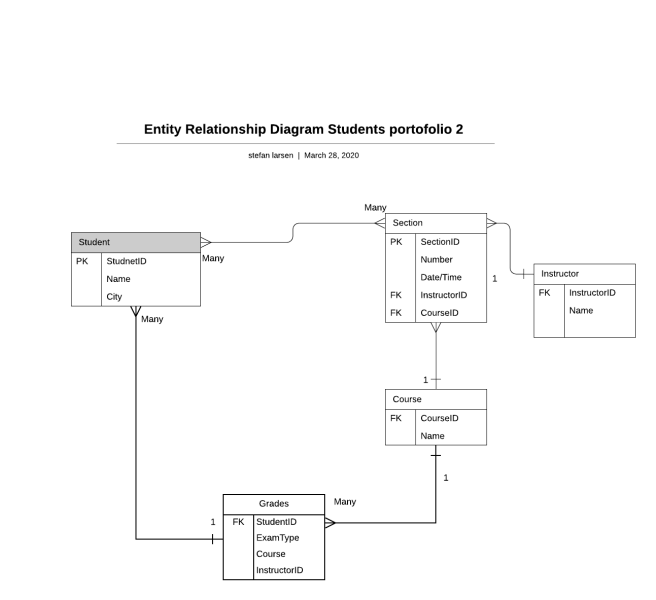 Entity Relationship Diagram Students portofolio 2
stefan larsen | March 28, 2020
Many
Section
Student
PK SectionID
Many
PK StudnetID
Number
Instructor
Name
Date/Time
1
FK InstructorID
City
FK InstructorID
Name
Many
FK CourseID
1
Course
FK CourseID
Name
1
Grades
Many
1
FK StudentID
ExamType
Course
InstructorID